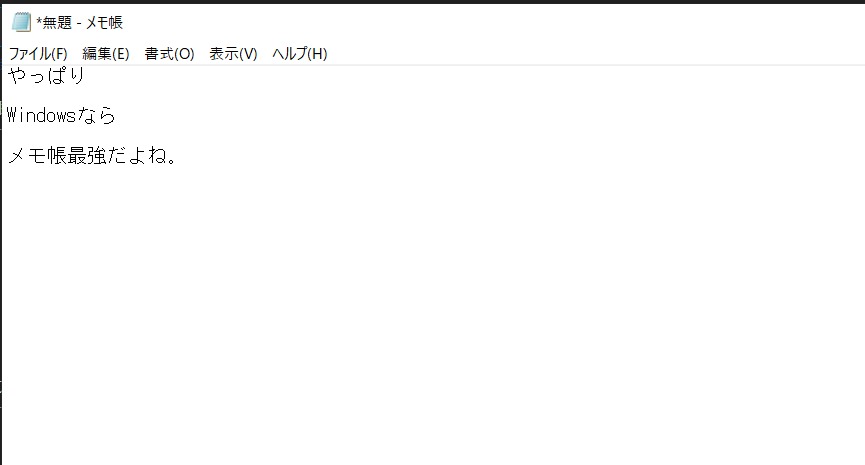 *無題 - メモ帳
ファイル(F) 編集(E) 書式(O) 表示(V) ヘルプ(H)
やっぱり
Windowsなら
メモ帳最強だよね。